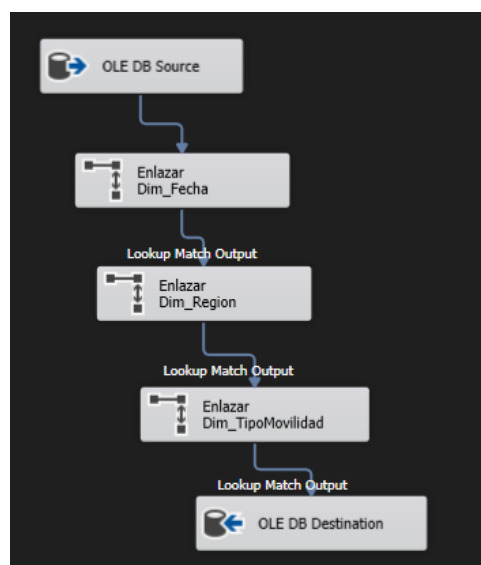 OLE DB Source
Enlazar
Dim_Fecha
Lookup Match Output
Enlazar
Dim_Region
Lookup Match Output
Enlazar
Dim_TipoMovilidad
Lookup Match Output
OLE DB Destination